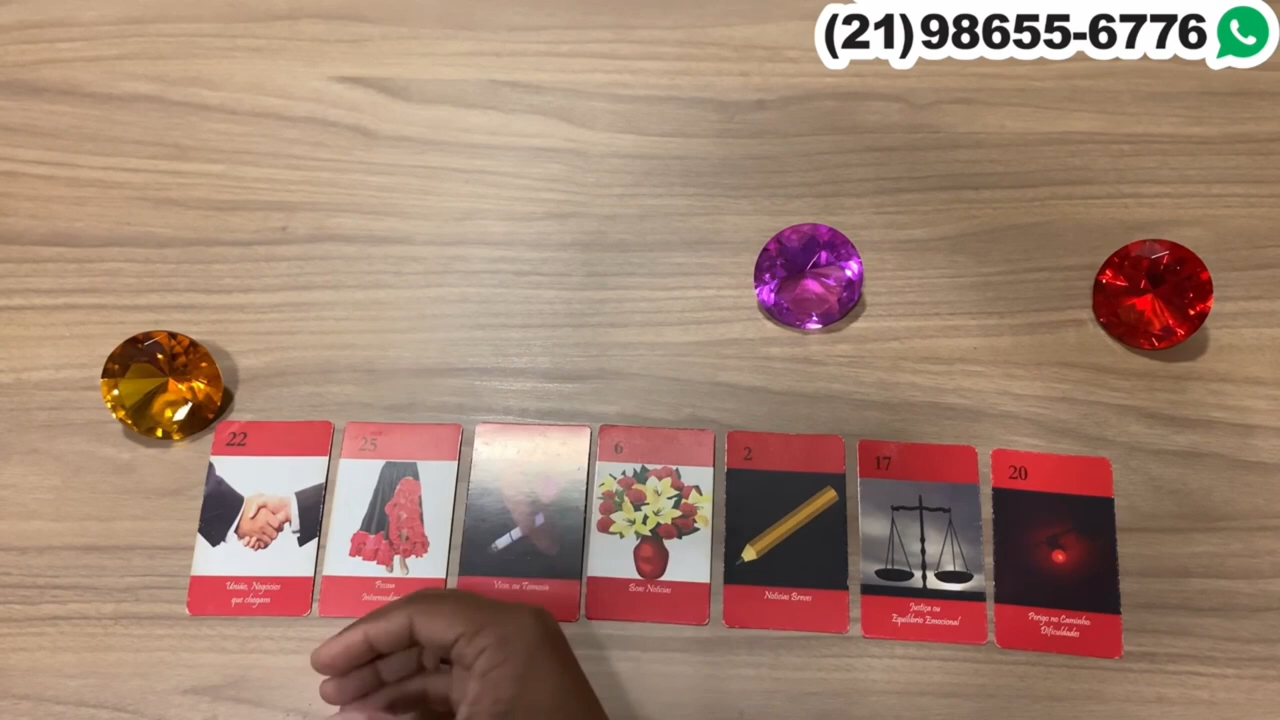 (21)98655-6776
22
União, Negócios
que chegam
25
Pessoa
Vício ou Teimosia
6
Boas Notícias
2
Notícias Breves
17
Justiça ou
Equilíbrio Emocional
20
Perigo no Caminho
Dificuldades